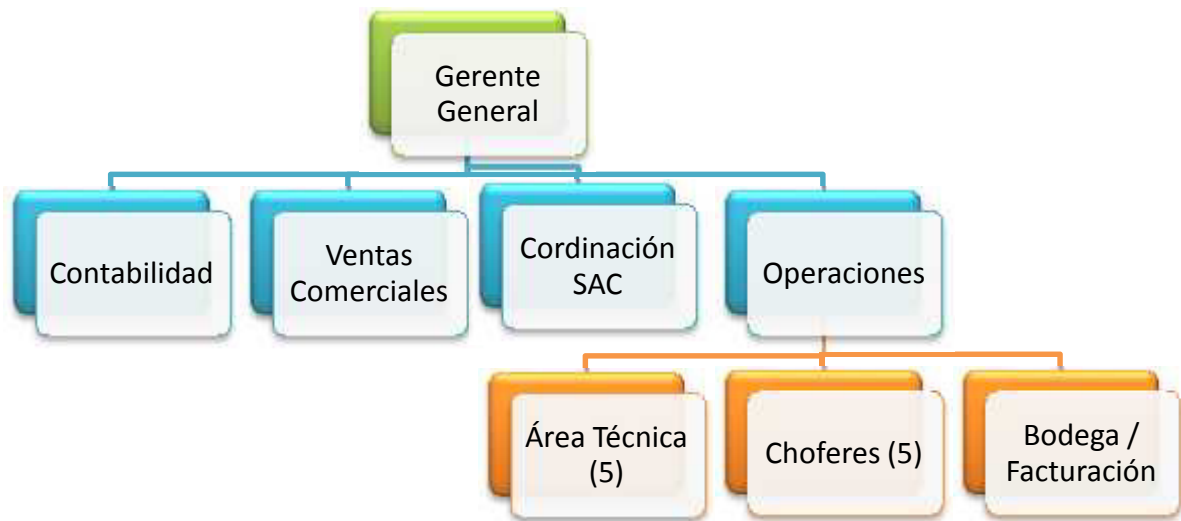 Gerente
General
Contabilidad
Ventas
Comerciales
Cordinación
SAC
Operaciones
Área Técnica
(5)
Choferes (5)
Bodega /
Facturación